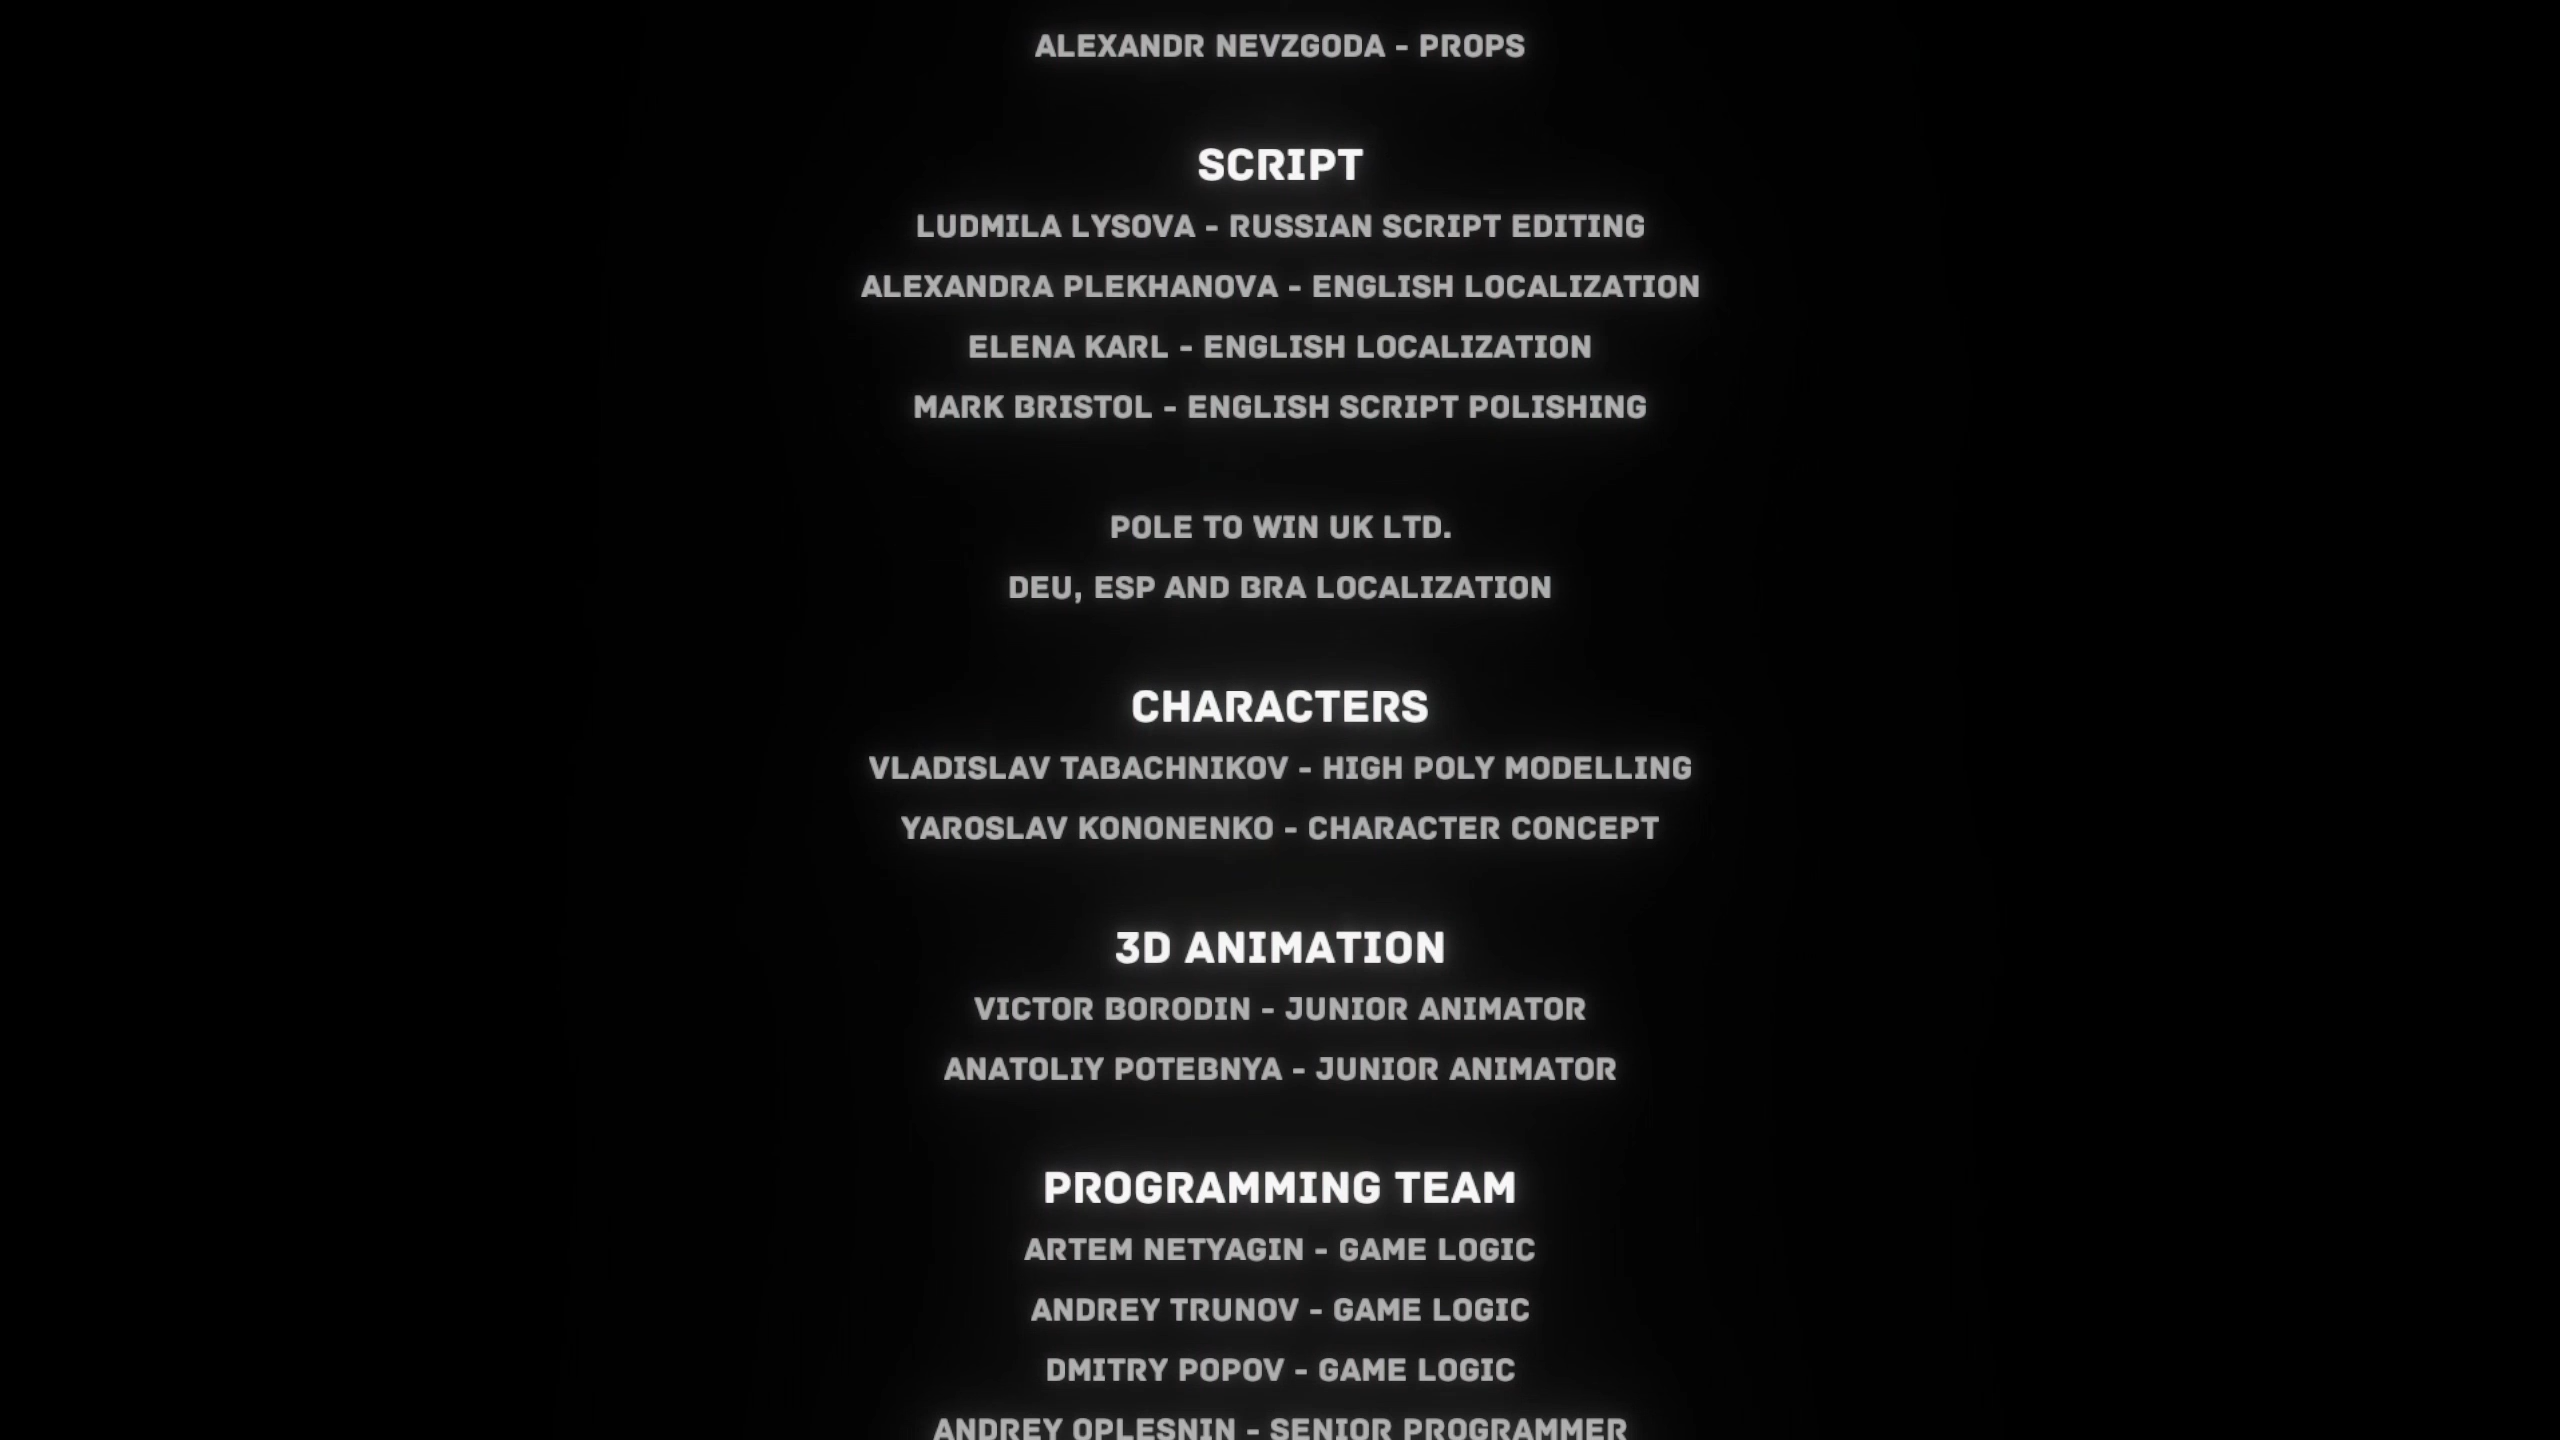 ALEXANDR NEVZGODA - PROPS
SCRIPT
LUDMILA LYSOVA - RUSSIAN SCRIPT EDITING
ALEXANDRA PLEKHANOVA - ENGLISH LOCALIZATION
ELENA KARL - ENGLISH LOCALIZATION
MARK BRISTOL - ENGLISH SCRIPT POLISHING
POLE TO WIN UK LTD.
DEU, ESP AND BRA LOCALIZATION
CHARACTERS
VLADISLAV TABACHNIKOV - HIGH POLY MODELLING
YAROSLAV KONONENKO - CHARACTER CONCEPT
3D ANIMATION
VICTOR BORODIN - JUNIOR ANIMATOR
ANATOLIY POTEBNYA - JUNIOR ANIMATOR
PROGRAMMING TEAM
ARTEM NETYAGIN - GAME LOGIC
ANDREY TRUNOV - GAME LOGIC
DMITRY POPOV - GAME LOGIC
ANDREY OPLESNIN - SENIOR PROGRAMMER